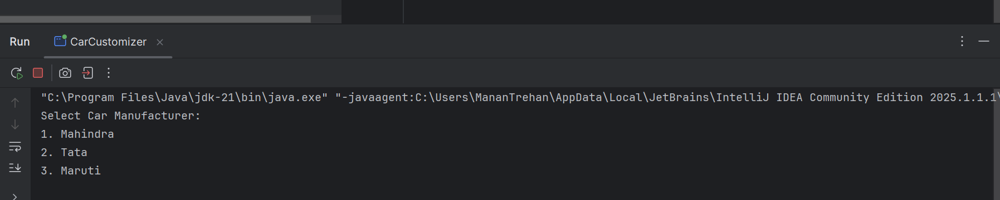 Run
CarCustomizer
"C:\Program Files\Java\jdk-21\bin\java.exe" "-javaagent:C:\Users\MananTrehan\AppData\Local\JetBrains\IntelliJ IDEA Community Edition 2025.1.1.1\
Select Car Manufacturer:
1. Mahindra
2. Tata
3. Maruti